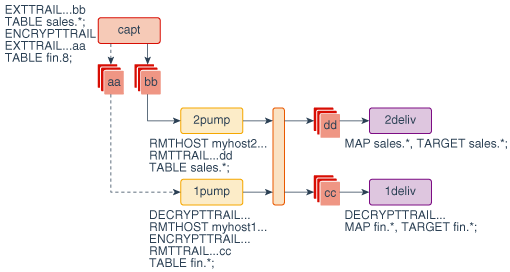 EXTTRAIL...bb
TABLE sales.*;
ENCRYPTTRAIL
EXTTRAIL...aa
TABLE fin.8;
capt
aa
bb
2pump
dd
2deliv
RMTHOST myhost2...
RMTTRAIL...dd
TABLE sales.*;
MAP sales.*, TARGET sales.*;
1pump
cc
1deliv
DECRYPTTRAIL...
RMTHOST myhost1...
ENCRYPTTRAIL...
RMTTRAIL...cc
TABLE fin.*;
DECRYPTTRAIL...
MAP fin.*, TARGET fin.*;